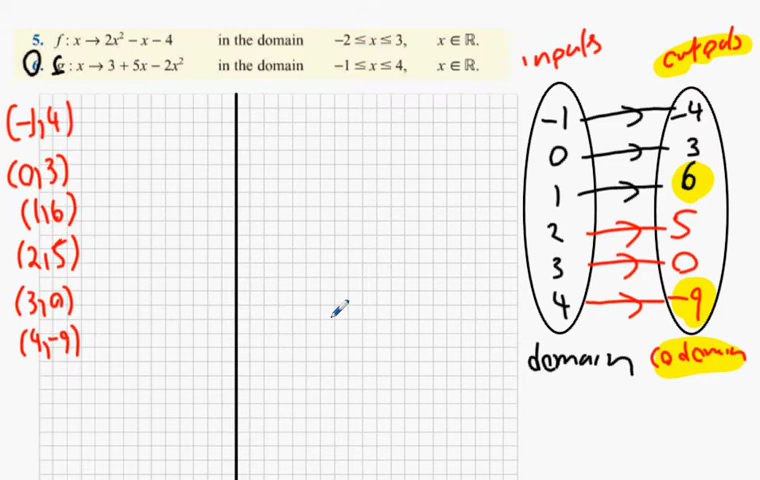 5. f : x → 2x² − x − 4 in the domain −2 ≤ x ≤ 3, x ∈ ℝ.
g : x → 3 + 5x − 2x² in the domain −1 ≤ x ≤ 4, x ∈ ℝ.
inputs outputs
(-1,4)
(0,3)
(1,6)
(2,5)
(3,0)
(4,-9)
-1 → -4
0 → 3
1 → 6
2 → 5
3 → 0
4 → -9
domain codomain